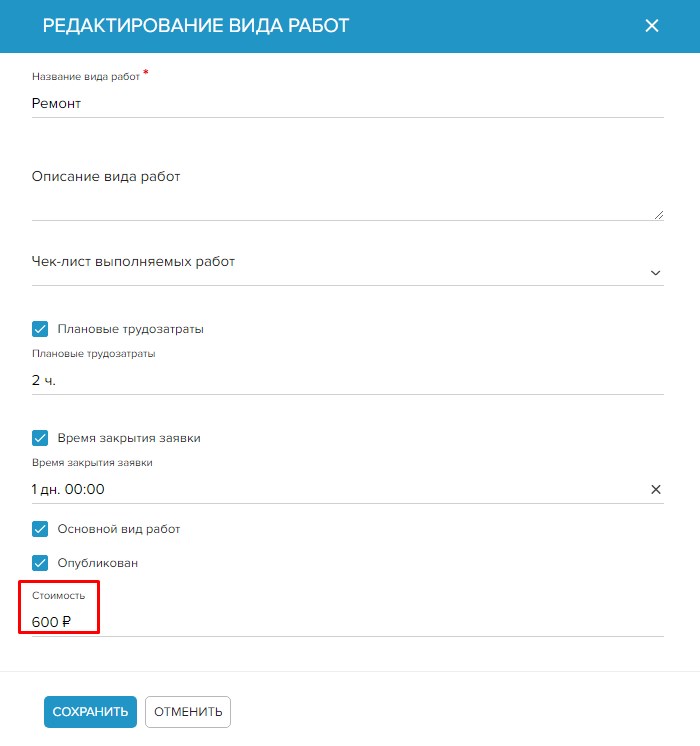 РЕДАКТИРОВАНИЕ ВИДА РАБОТ
Название вида работ *
Ремонт
Описание вида работ
Чек-лист выполняемых работ
Плановые трудозатраты
Плановые трудозатраты
2 ч.
Время закрытия заявки
Время закрытия заявки
1 дн. 00:00
Основной вид работ
Опубликован
Стоимость
600 ₽
СОХРАНИТЬ ОТМЕНИТЬ